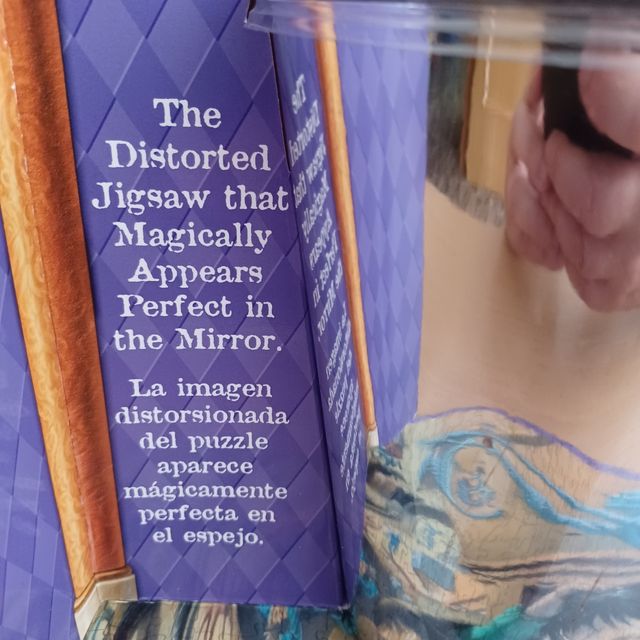 The
Distorted
Jigsaw that
Magically
Appears
Perfect in
the Mirror.
La imagen
distorsionada
del puzzle
aparece
mágicamente
perfecta en
el espejo.